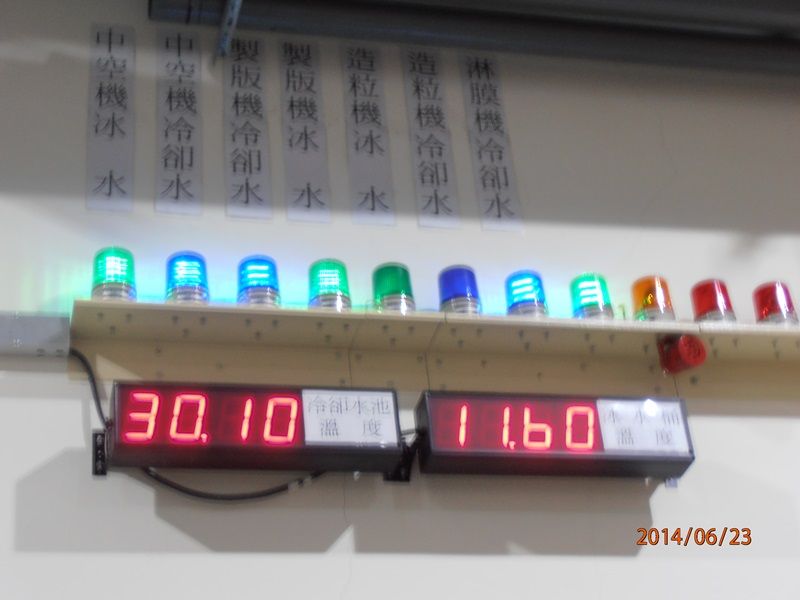 中空機冰 水
中空機冷卻水
製版機冷卻水
製版機冰 水
造粒機冰 水
造粒機冷卻水
淋膜機冷卻水
30.10
冷卻水池
溫 度
11.60
冰水桶
溫 度
2014/06/23